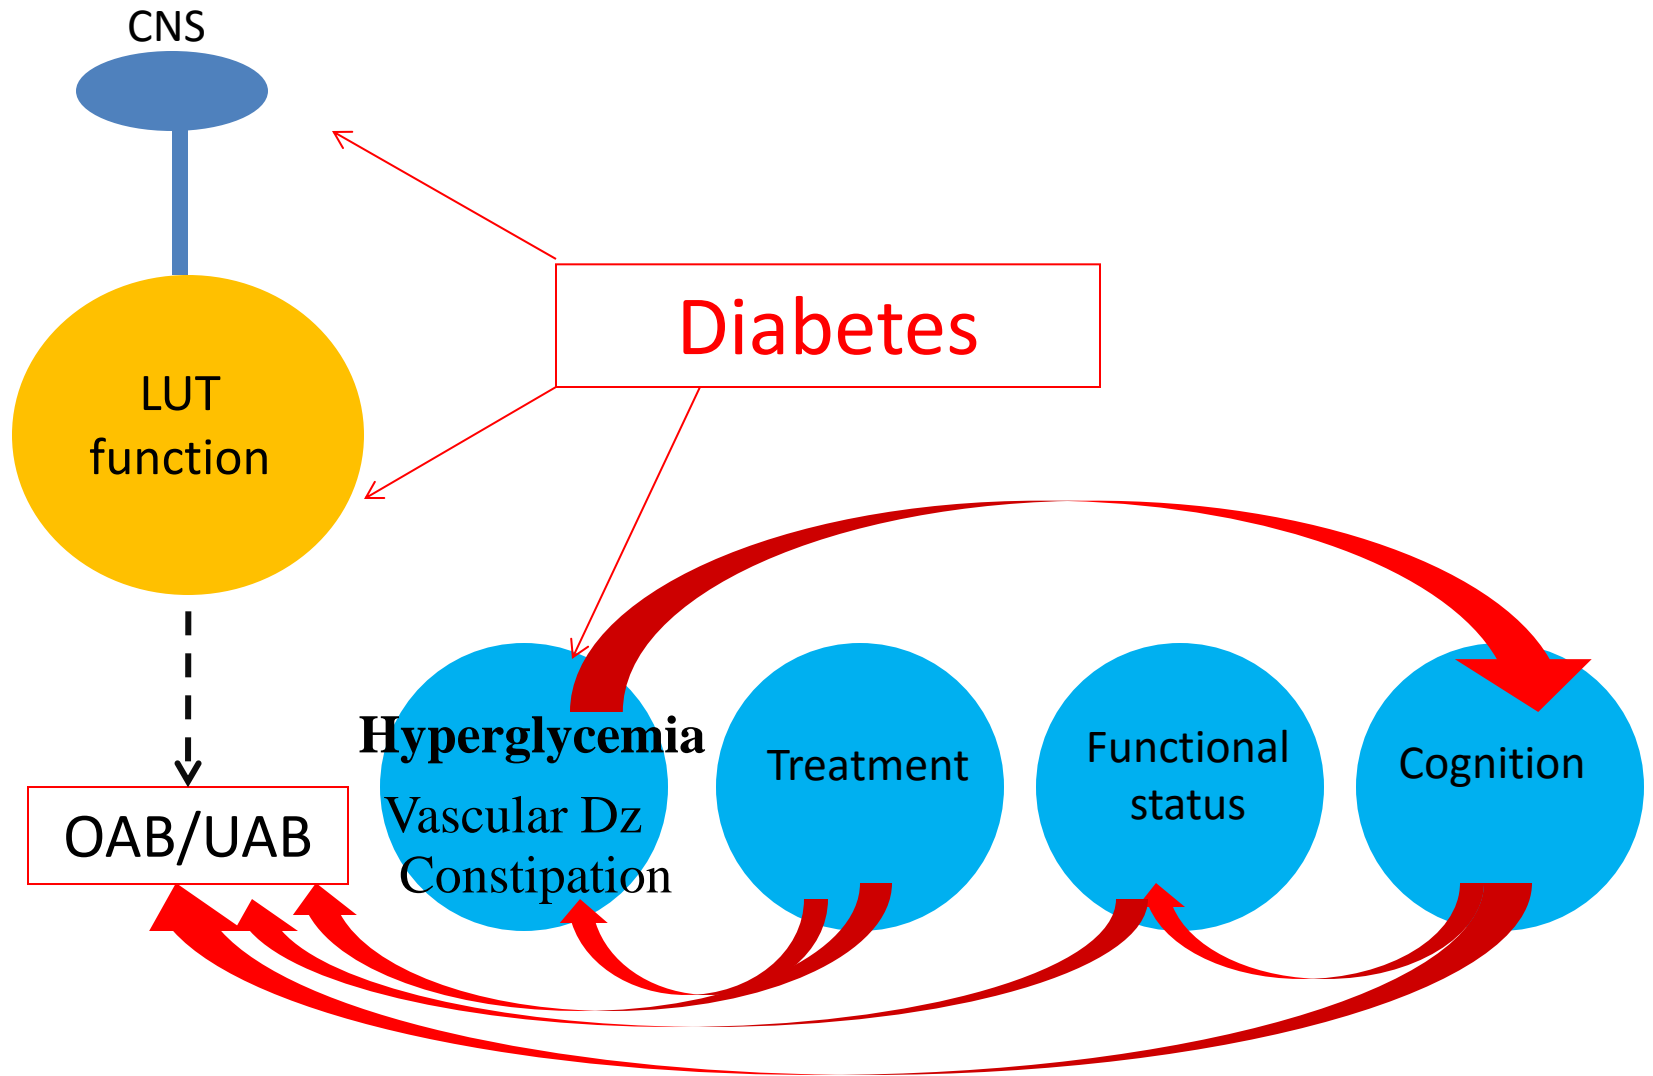 CNS
Diabetes
LUT
function
OAB/UAB
Hyperglycemia
Vascular Dz
Constipation
Treatment
Functional
status
Cognition